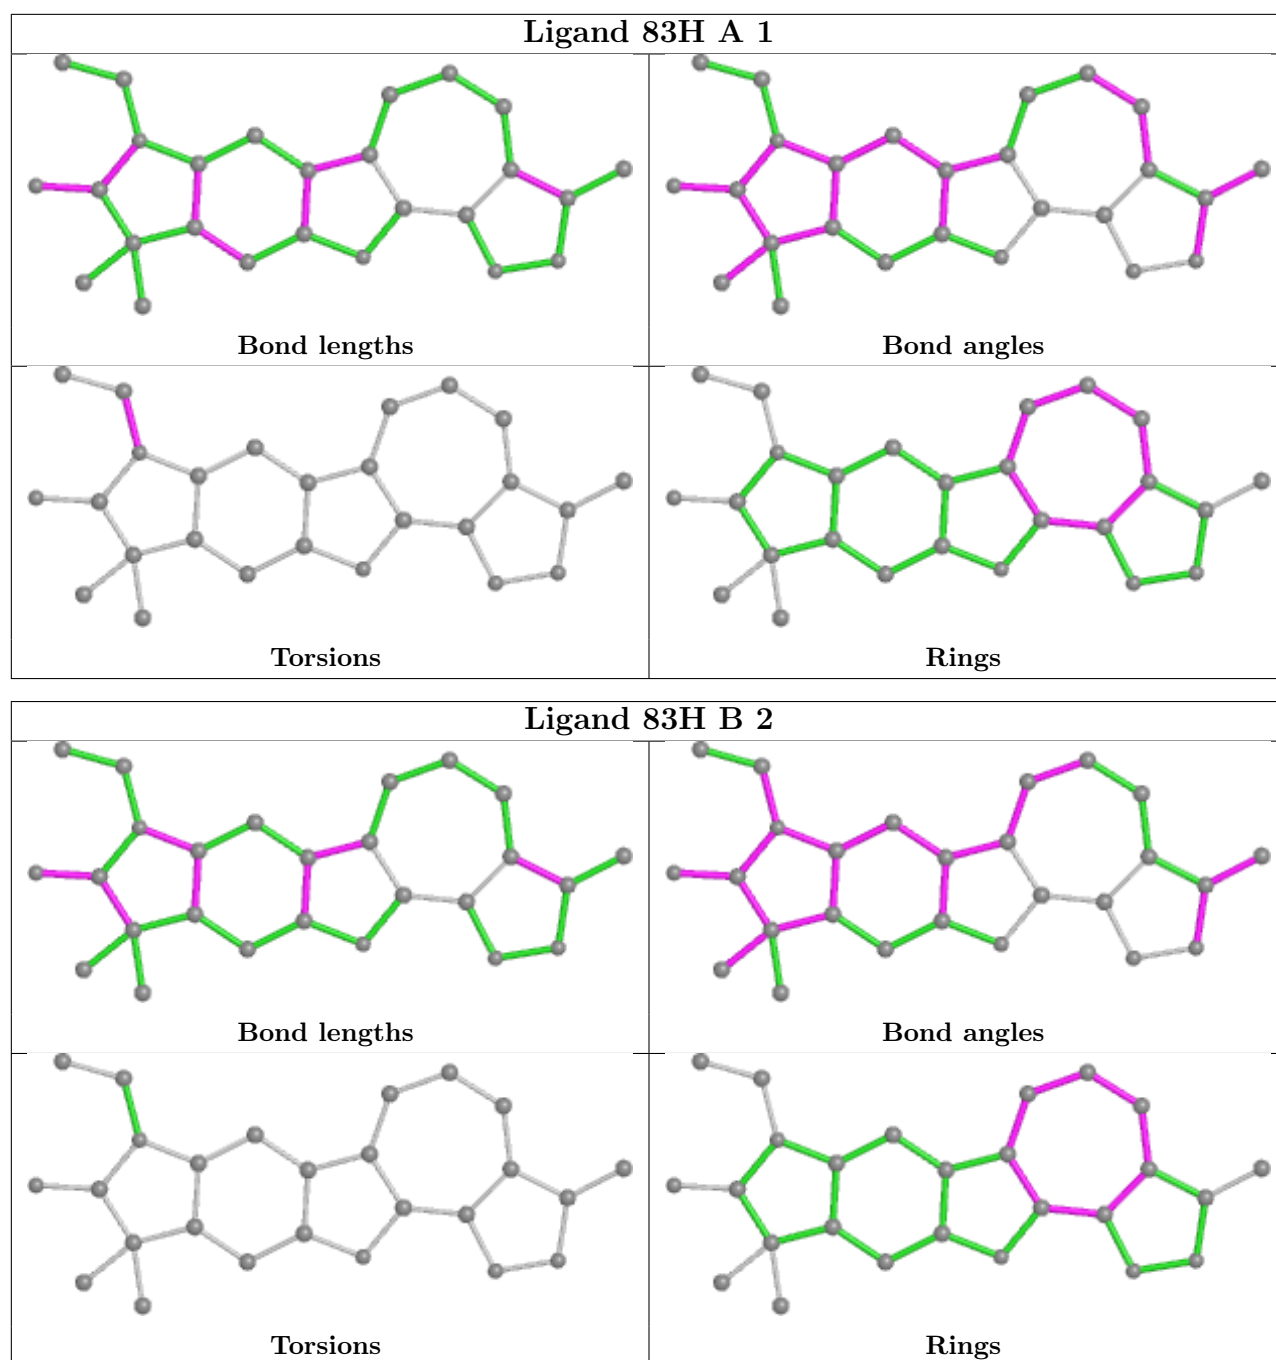 Ligand 83H A 1
Bond lengths
Bond angles
Torsions
Rings
Ligand 83H B 2
Bond lengths
Bond angles
Torsions
Rings